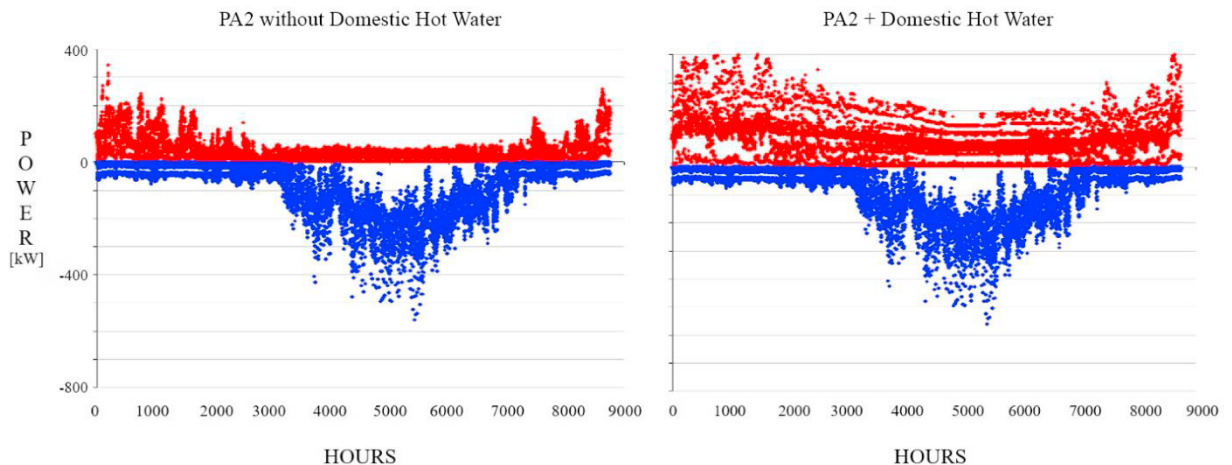 PA2 without Domestic Hot Water
PA2 + Domestic Hot Water
400
0
-400
-800
P
O
W
E
R
[kW]
0 1000 2000 3000 4000 5000 6000 7000 8000 9000
0 1000 2000 3000 4000 5000 6000 7000 8000 9000
HOURS
HOURS